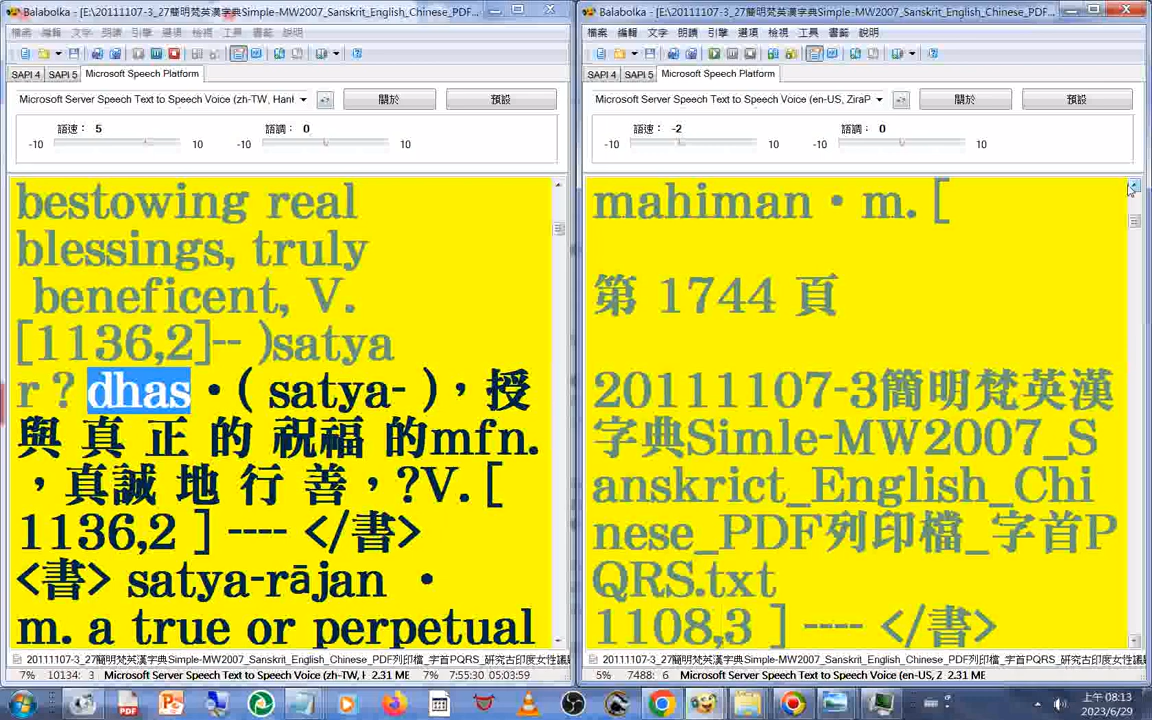 Balabolka - [E:\20111107-3_27簡明梵英漢字典Simple-MW2007_Sanskrit_English_Chinese_PDF...
檔案 編輯 文字 朗讀 引擎 選項 檢視 工具 書籤 說明
SAPI 4 SAPI 5 Microsoft Speech Platform
Microsoft Server Speech Text to Speech Voice (zh-TW, Han
關於 預設
語速： 5 語調： 0
-10 10 -10 10
bestowing real
blessings, truly
beneficent, V.
[1136,2]-- )satya
r ? dhas •( satya- )，授
與 真 正 的 祝福 的mfn.
，真誠 地 行 善，?V. [
1136,2 ] ---- </書>
<書> satya-rājan •
m. a true or perpetual
20111107-3_27簡明梵英漢字典Simple-MW2007_Sanskrit_English_Chinese_PDF列印檔_字首PQRS_研究古印度女性議
7% 10134: 3 Microsoft Server Speech Text to Speech Voice (zh-TW, H 2.31 ME 7% 7:55:30 05:03:59
Balabolka - [E:\20111107-3_27簡明梵英漢字典Simple-MW2007_Sanskrit_English_Chinese_PDF...
檔案 編輯 文字 朗讀 引擎 選項 檢視 工具 書籤 說明
SAPI 4 SAPI 5 Microsoft Speech Platform
Microsoft Server Speech Text to Speech Voice (en-US, ZiraP
關於 預設
語速： -2 語調： 0
-10 10 -10 10
mahiman • m. [
第 1744 頁
20111107-3簡明梵英漢
字典Simle-MW2007_S
anskrict_English_Chi
nese_PDF列印檔_字首P
QRS.txt
1108,3 ] ---- </書>
20111107-3_27簡明梵英漢字典Simple-MW2007_Sanskrit_English_Chinese_PDF列印檔_字首PQRS_研究古印度女性議
5% 7488: 6 Microsoft Server Speech Text to Speech Voice (en-US, Z 2.31 ME
上午 08:13
2023/6/29